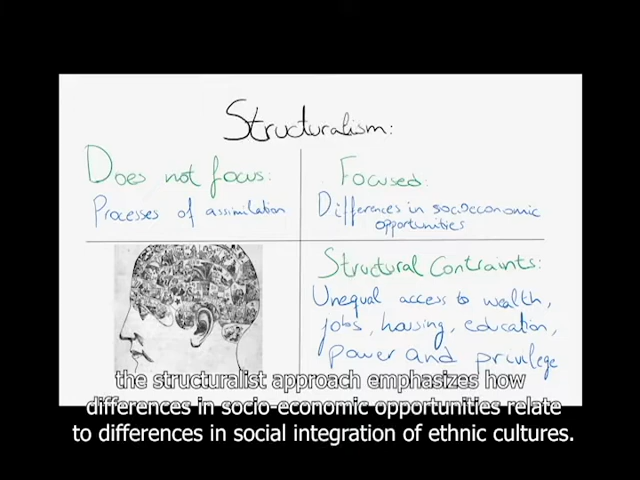 Structuralism:
Does not focus:
Processes of assimilation
Focused:
Differences in socioeconomic
opportunities
Structural Contraints:
Unequal access to wealth,
jobs, housing, education,
power and privilege
the structuralist approach emphasizes how
differences in socio-economic opportunities relate
to differences in social integration of ethnic cultures.